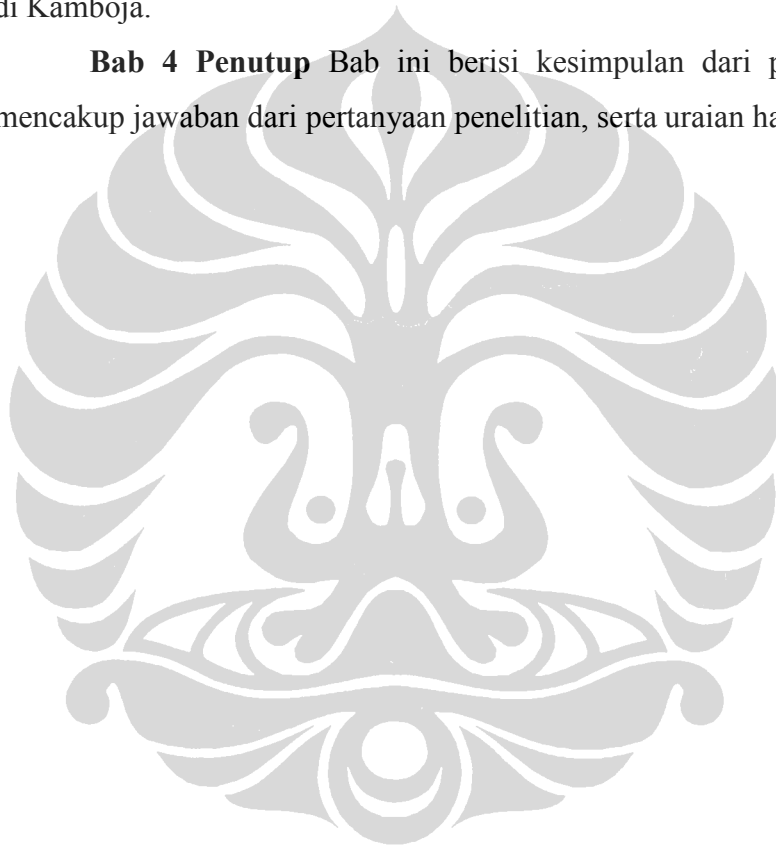 di Kamboja.
Bab 4 Penutup Bab ini berisi kesimpulan dari p
mencakup jawaban dari pertanyaan penelitian, serta uraian ha